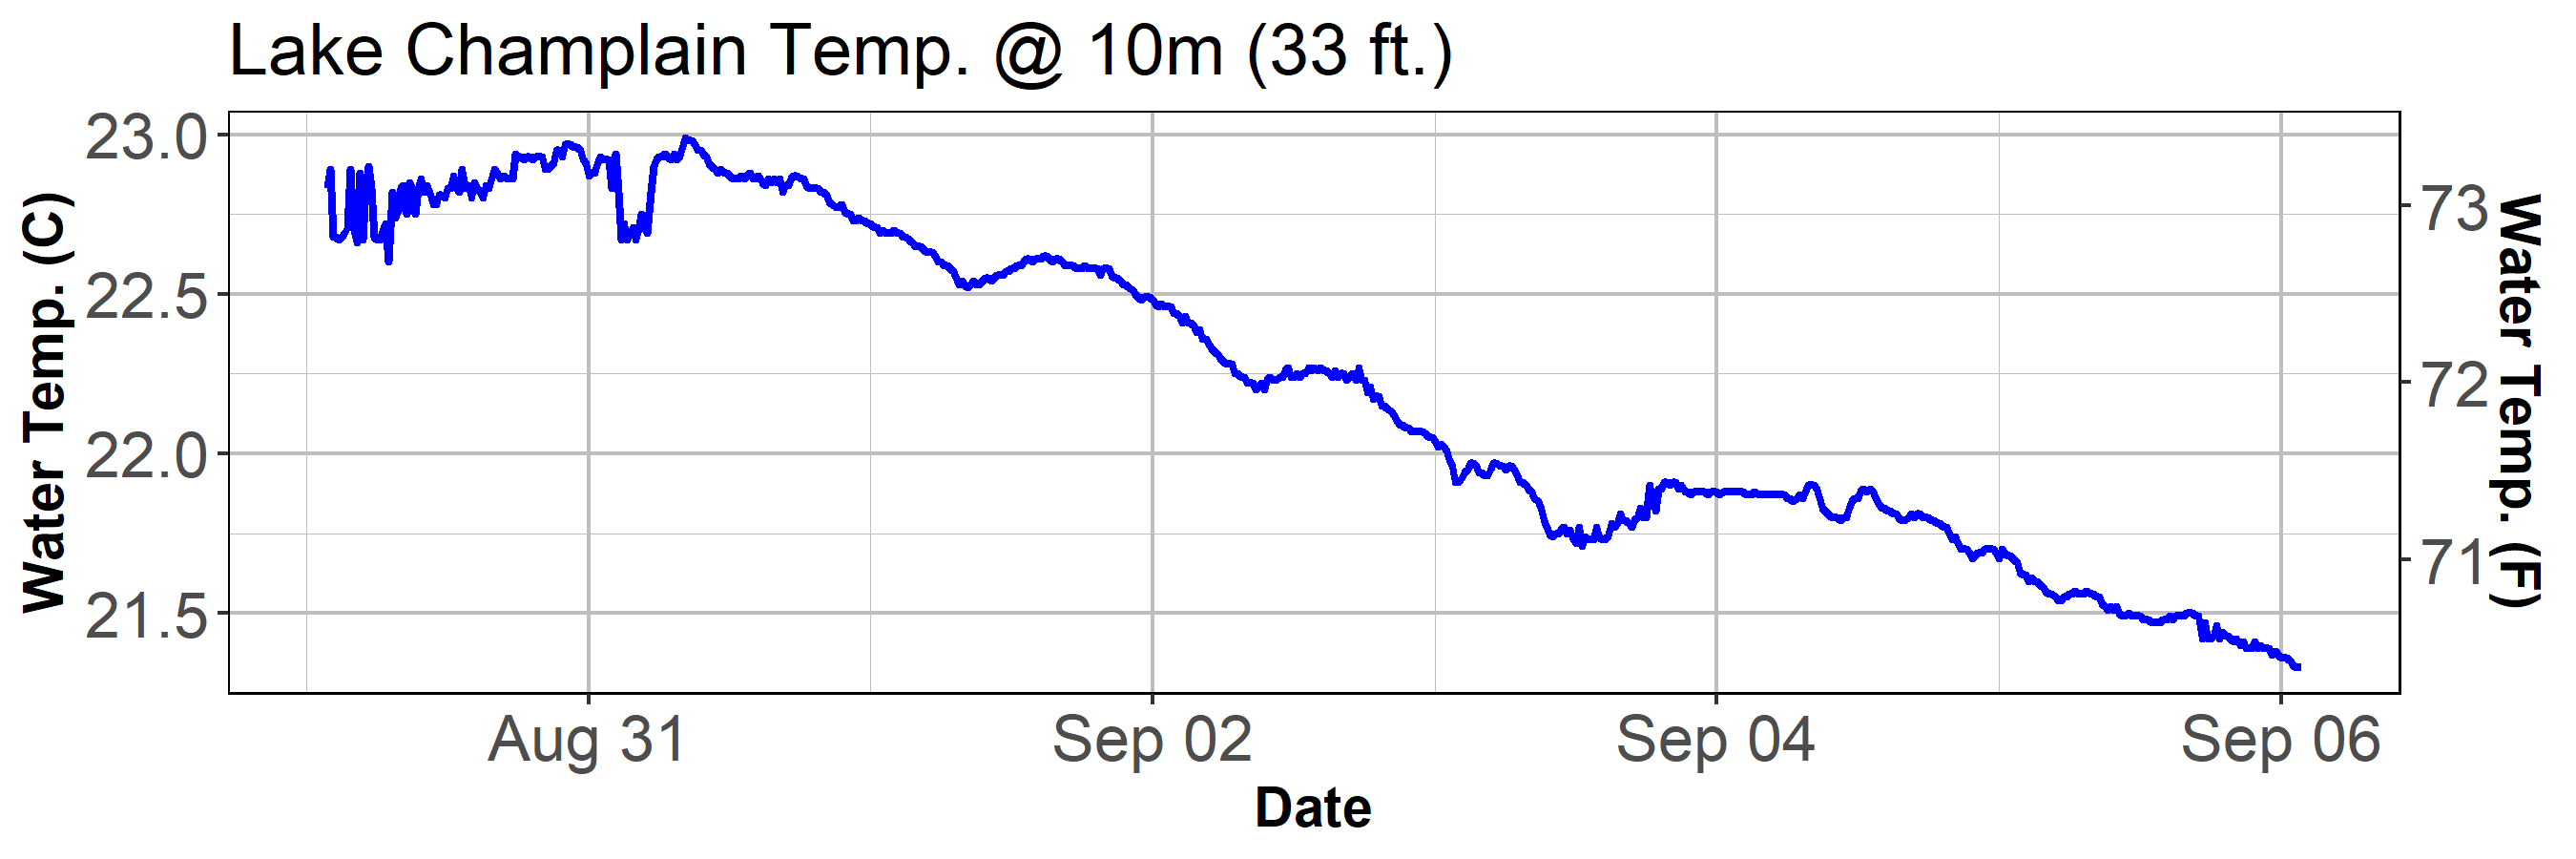 Lake Champlain Temp. @ 10m (33 ft.)
Water Temp. (C)
23.0
22.5
22.0
21.5
73
72
71
Water Temp. (F)
Aug 31
Sep 02
Sep 04
Sep 06
Date